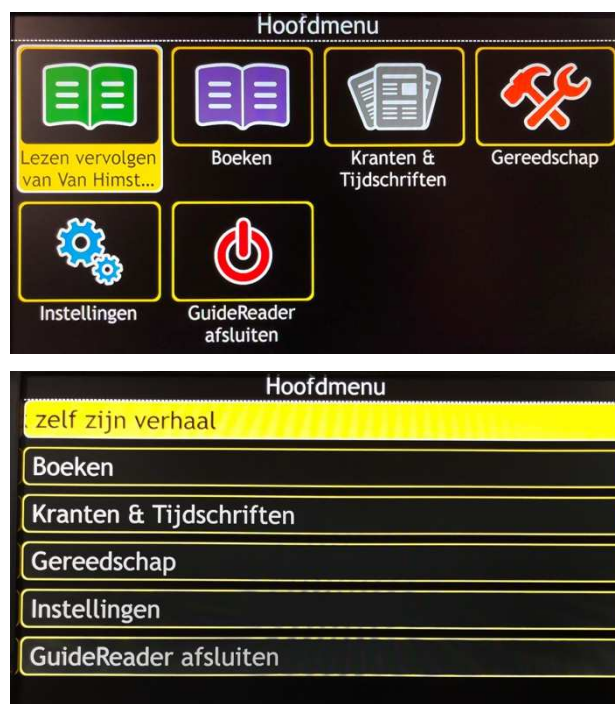 Hoofdmenu
Lezen vervolgen
van Van Himst...
Boeken
Kranten &
Tijdschriften
Gereedschap
Instellingen
GuideReader
afsluiten
Hoofdmenu
zelf zijn verhaal
Boeken
Kranten & Tijdschriften
Gereedschap
Instellingen
GuideReader afsluiten